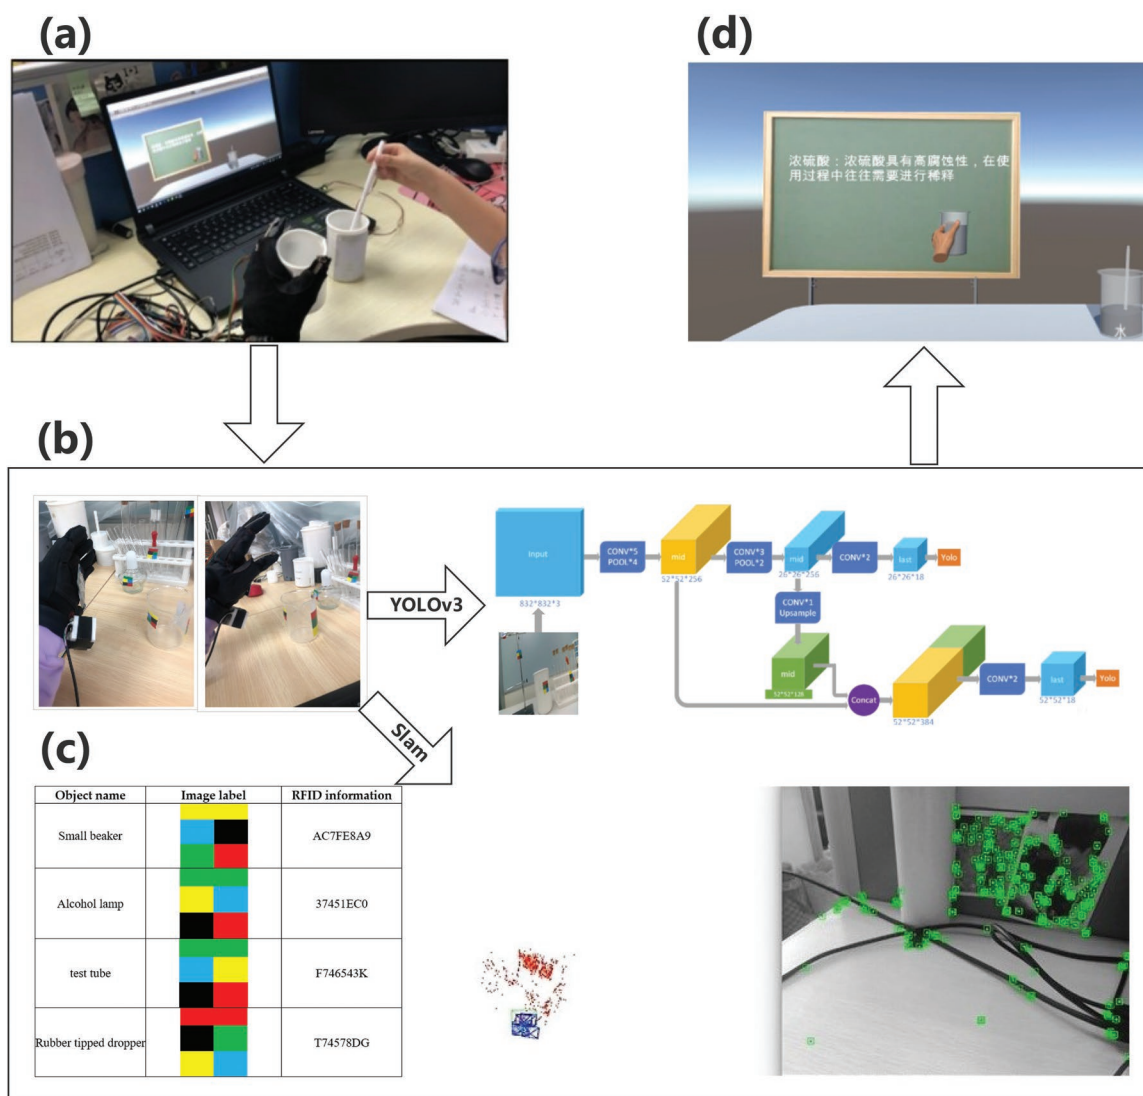 (a)
(d)
浓硫酸：浓硫酸具有高腐蚀性，在使
用过程中往往需要进行稀释
水
(b)
YOLOv3
Input
832*832*3
CONV*5
POOL*4
mid
52*52*256
CONV*3
POOL*2
mid
26*26*256
CONV*2
last
26*26*18
Yolo
CONV*1
Upsample
mid
52*52*128
Concat
52*52*384
CONV*2
last
52*52*18
Yolo
Slam
(c)
Object name Image label RFID information
Small beaker AC7FE8A9
Alcohol lamp 37451EC0
test tube F746543K
Rubber tipped dropper T74578DG